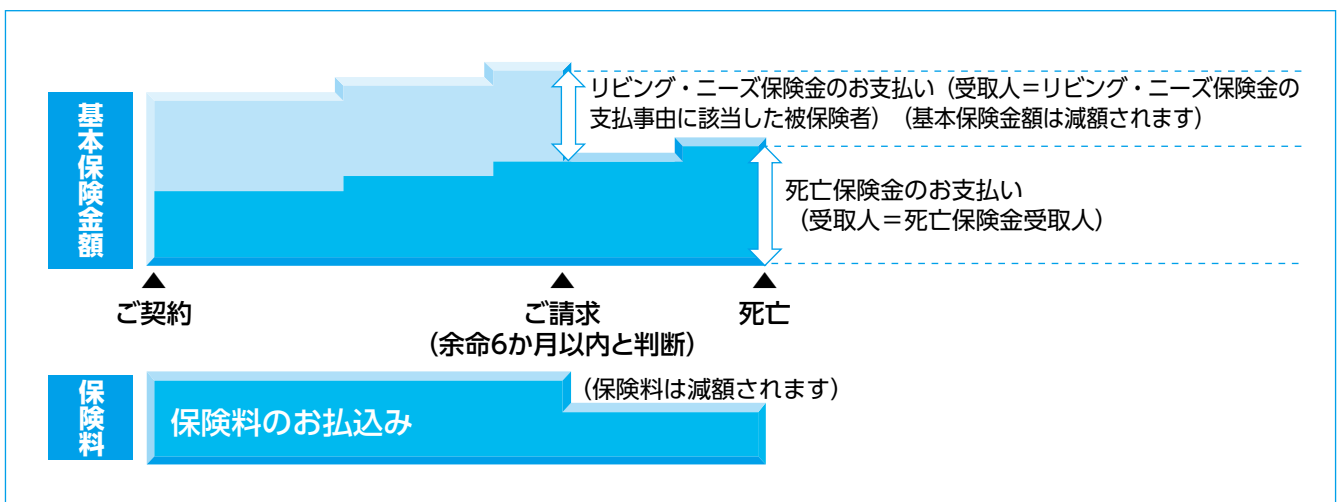 基本保険金額
リビング・ニーズ保険金のお支払い（受取人＝リビング・ニーズ保険金の
支払事由に該当した被保険者）（基本保険金額は減額されます）
死亡保険金のお支払い
（受取人＝死亡保険金受取人）
▲
▲
▲
ご契約
ご請求
死亡
（余命6か月以内と判断）
保険料
（保険料は減額されます）
保険料のお払込み